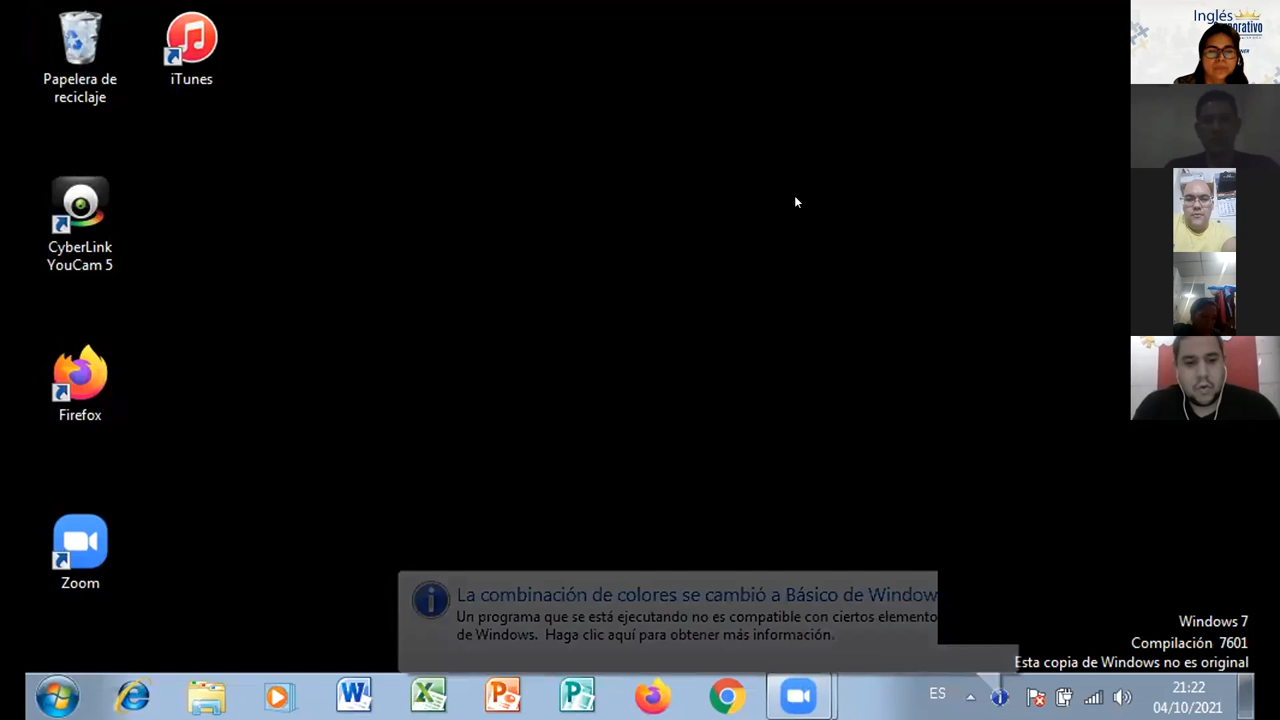 Papelera de
reciclaje
iTunes
CyberLink
YouCam 5
Firefox
Zoom
Inglés
La combinación de colores se cambió a Básico de Window
Un programa que se está ejecutando no es compatible con ciertos elemento
de Windows. Haga clic aquí para obtener más información.
Windows 7
Compilación 7601
Esta copia de Windows no es original
ES
21:22
04/10/2021